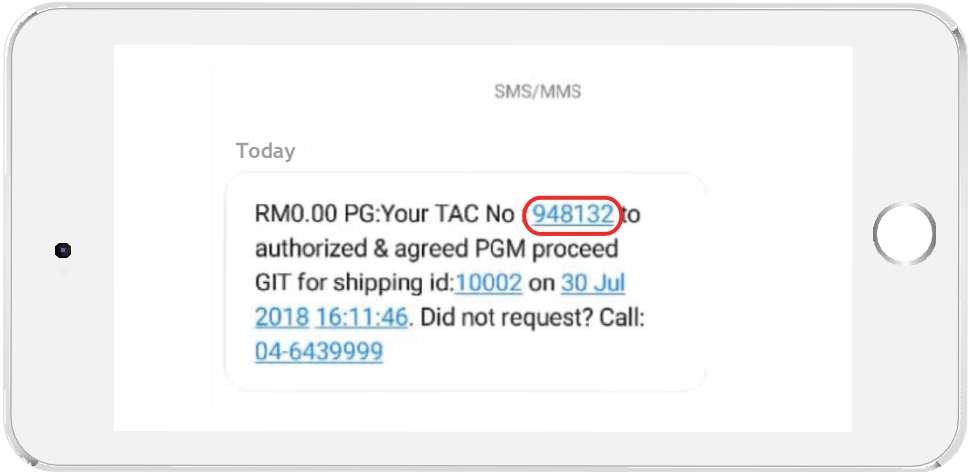 SMS/MMS
Today
RM0.00 PG:Your TAC No : 948132 to
authorized & agreed PGM proceed
GIT for shipping id:10002 on 30 Jul
2018 16:11:46. Did not request? Call:
04-6439999